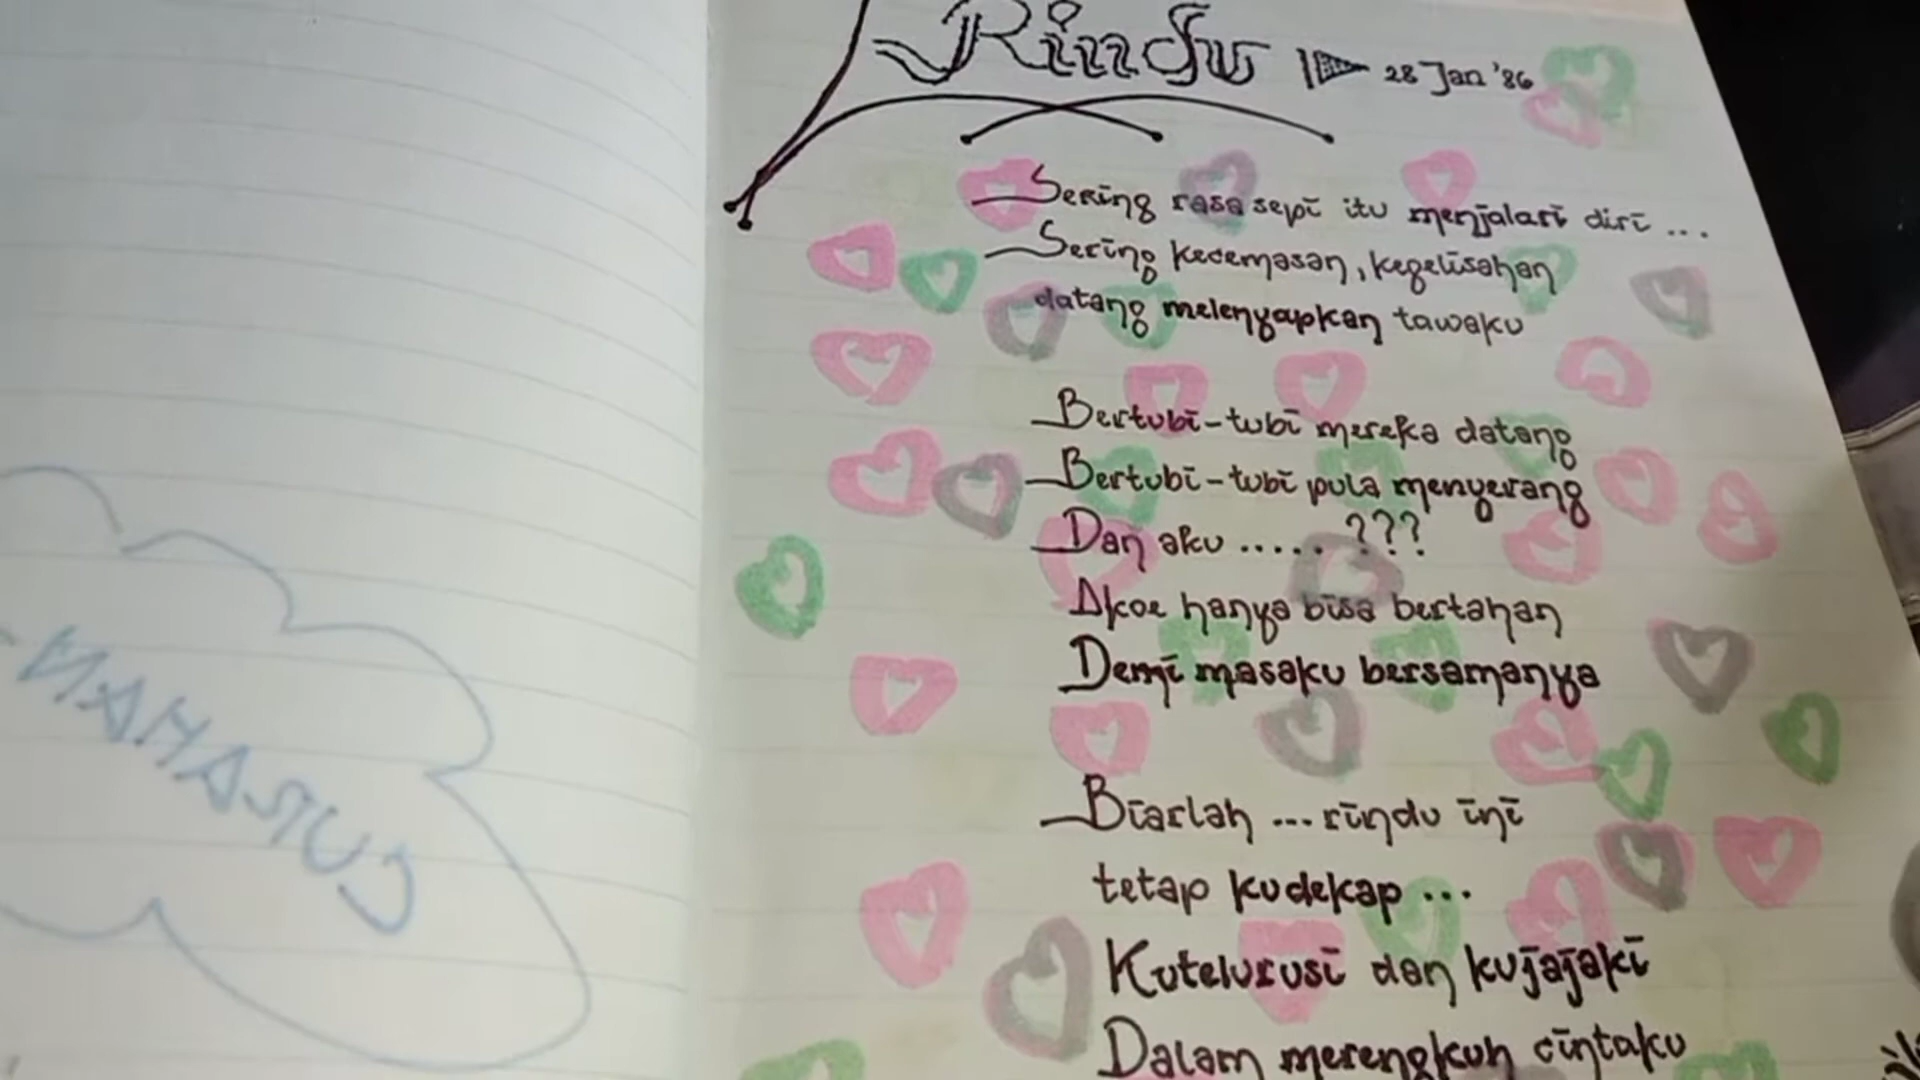 CURAHAN
Rindu 28 Jan '86
Sering rasa sepi itu menjalari diri ...
Sering kecemasan, kegelisahan
datang melenyapkan tawaku
Bertubi-tubi mereka datang
Bertubi-tubi pula menyerang
Dan aku ..... ???
Akoe hanya bisa bertahan
Demi masaku bersamanya
Biarlah ... rindu ini
tetap kudekap ...
Kutelurusi dan kujajaki
Dalam merengkuh cintaku